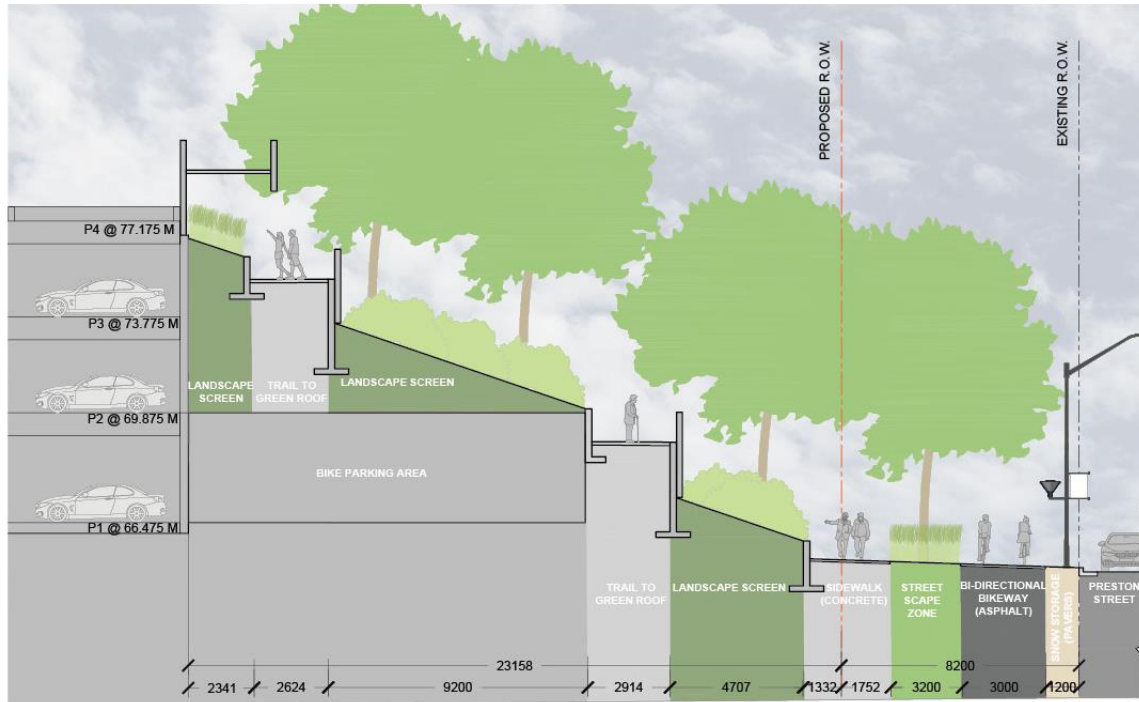 PROPOSED R.O.W.
EXISTING R.O.W.
P4 @ 77.175 M
P3 @ 73.775 M
P2 @ 69.875 M
P1 @ 66.475 M
LANDSCAPE
SCREEN
TRAIL TO
GREEN ROOF
LANDSCAPE SCREEN
BIKE PARKING AREA
TRAIL TO
GREEN ROOF
LANDSCAPE SCREEN
SIDEWALK
(CONCRETE)
STREET
SCAPE
ZONE
BI-DIRECTIONAL
BIKEWAY
(ASPHALT)
SNOW STORAGE
(PAVERS)
PRESTON
STREET
23158
8200
2341
2624
9200
2914
4707
1332
1752
3200
3000
1200